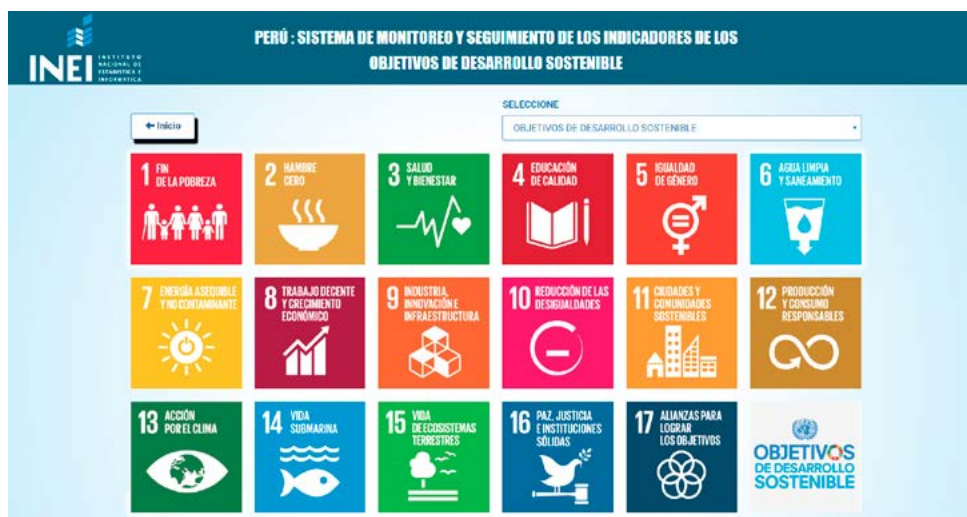 INEI
INSTITUTO
NACIONAL DE
ESTADÍSTICA E
INFORMÁTICA
PERÚ : SISTEMA DE MONITOREO Y SEGUIMIENTO DE LOS INDICADORES DE LOS
OBJETIVOS DE DESARROLLO SOSTENIBLE
SELECCIONE
Inicio
OBJETIVOS DE DESARROLLO SOSTENIBLE
1 FIN
DE LA POBREZA
2 HAMBRE
CERO
3 SALUD
Y BIENESTAR
4 EDUCACIÓN
DE CALIDAD
5 IGUALDAD
DE GÉNERO
6 AGUA LIMPIA
Y SANEAMIENTO
7 ENERGÍA ASEQUIBLE
Y NO CONTAMINANTE
8 TRABAJO DECENTE
Y CRECIMIENTO
ECONÓMICO
9 INDUSTRIA,
INNOVACIÓN E
INFRAESTRUCTURA
10 REDUCCIÓN DE LAS
DESIGUALDADES
11 CIUDADES Y
COMUNIDADES
SOSTENIBLES
12 PRODUCCIÓN
Y CONSUMO
RESPONSABLES
13 ACCIÓN
POR EL CLIMA
14 VIDA
SUBMARINA
15 VIDA
DE ECOSISTEMAS
TERRESTRES
16 PAZ, JUSTICIA
E INSTITUCIONES
SÓLIDAS
17 ALIANZAS PARA
LOGRAR
LOS OBJETIVOS
OBJETIVOS
DE DESARROLLO
SOSTENIBLE